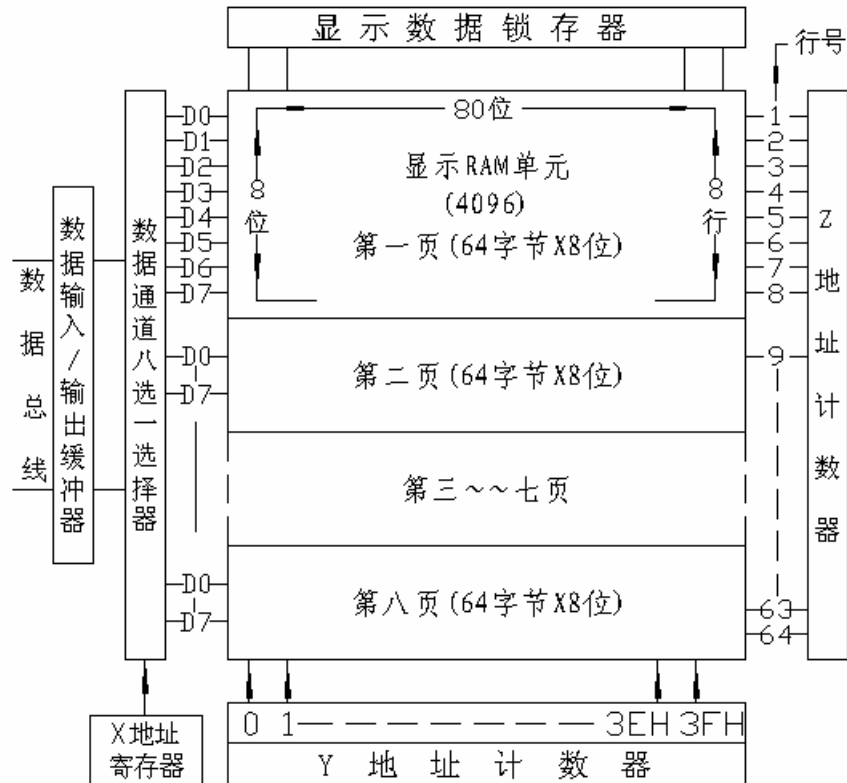 显示数据锁存器
行号
80位
D0
D1
D2
D3
D4
D5
D6
D7
8位
显示RAM单元
(4096)
第一页(64字节X8位)
8行
1
2
3
4
5
6
7
8
数据总线
数据输入/输出缓冲器
数据通道八选一选择器
Z地址计数器
D0
D7
第二页(64字节X8位)
9
第三~~七页
D0
D7
第八页(64字节X8位)
63
64
X地址
寄存器
0 1 3EH 3FH
Y地址计数器